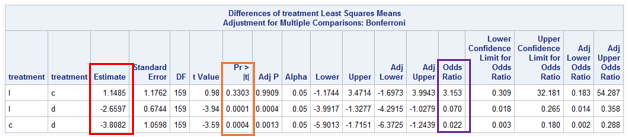 Differences of treatment Least Squares Means
Adjustment for Multiple Comparisons: Bonferroni
treatment treatment Estimate Standard Error DF t Value Pr > |t| Adj P Alpha Lower Upper Adj Lower Adj Upper Odds Ratio Lower Confidence Limit for Odds Ratio Upper Confidence Limit for Odds Ratio Adj Lower Odds Ratio Adj Upper Odds Ratio
l c 1.1485 1.1762 159 0.98 0.3303 0.9909 0.05 -1.1744 3.4714 -1.6973 3.9943 3.153 0.309 32.181 0.183 54.287
l d -2.6597 0.6744 159 -3.94 0.0001 0.0004 0.05 -3.9917 -1.3277 -4.2915 -1.0279 0.070 0.018 0.265 0.014 0.358
c d -3.8082 1.0598 159 -3.59 0.0004 0.0013 0.05 -5.9013 -1.7151 -6.3725 -1.2439 0.022 0.003 0.180 0.002 0.288